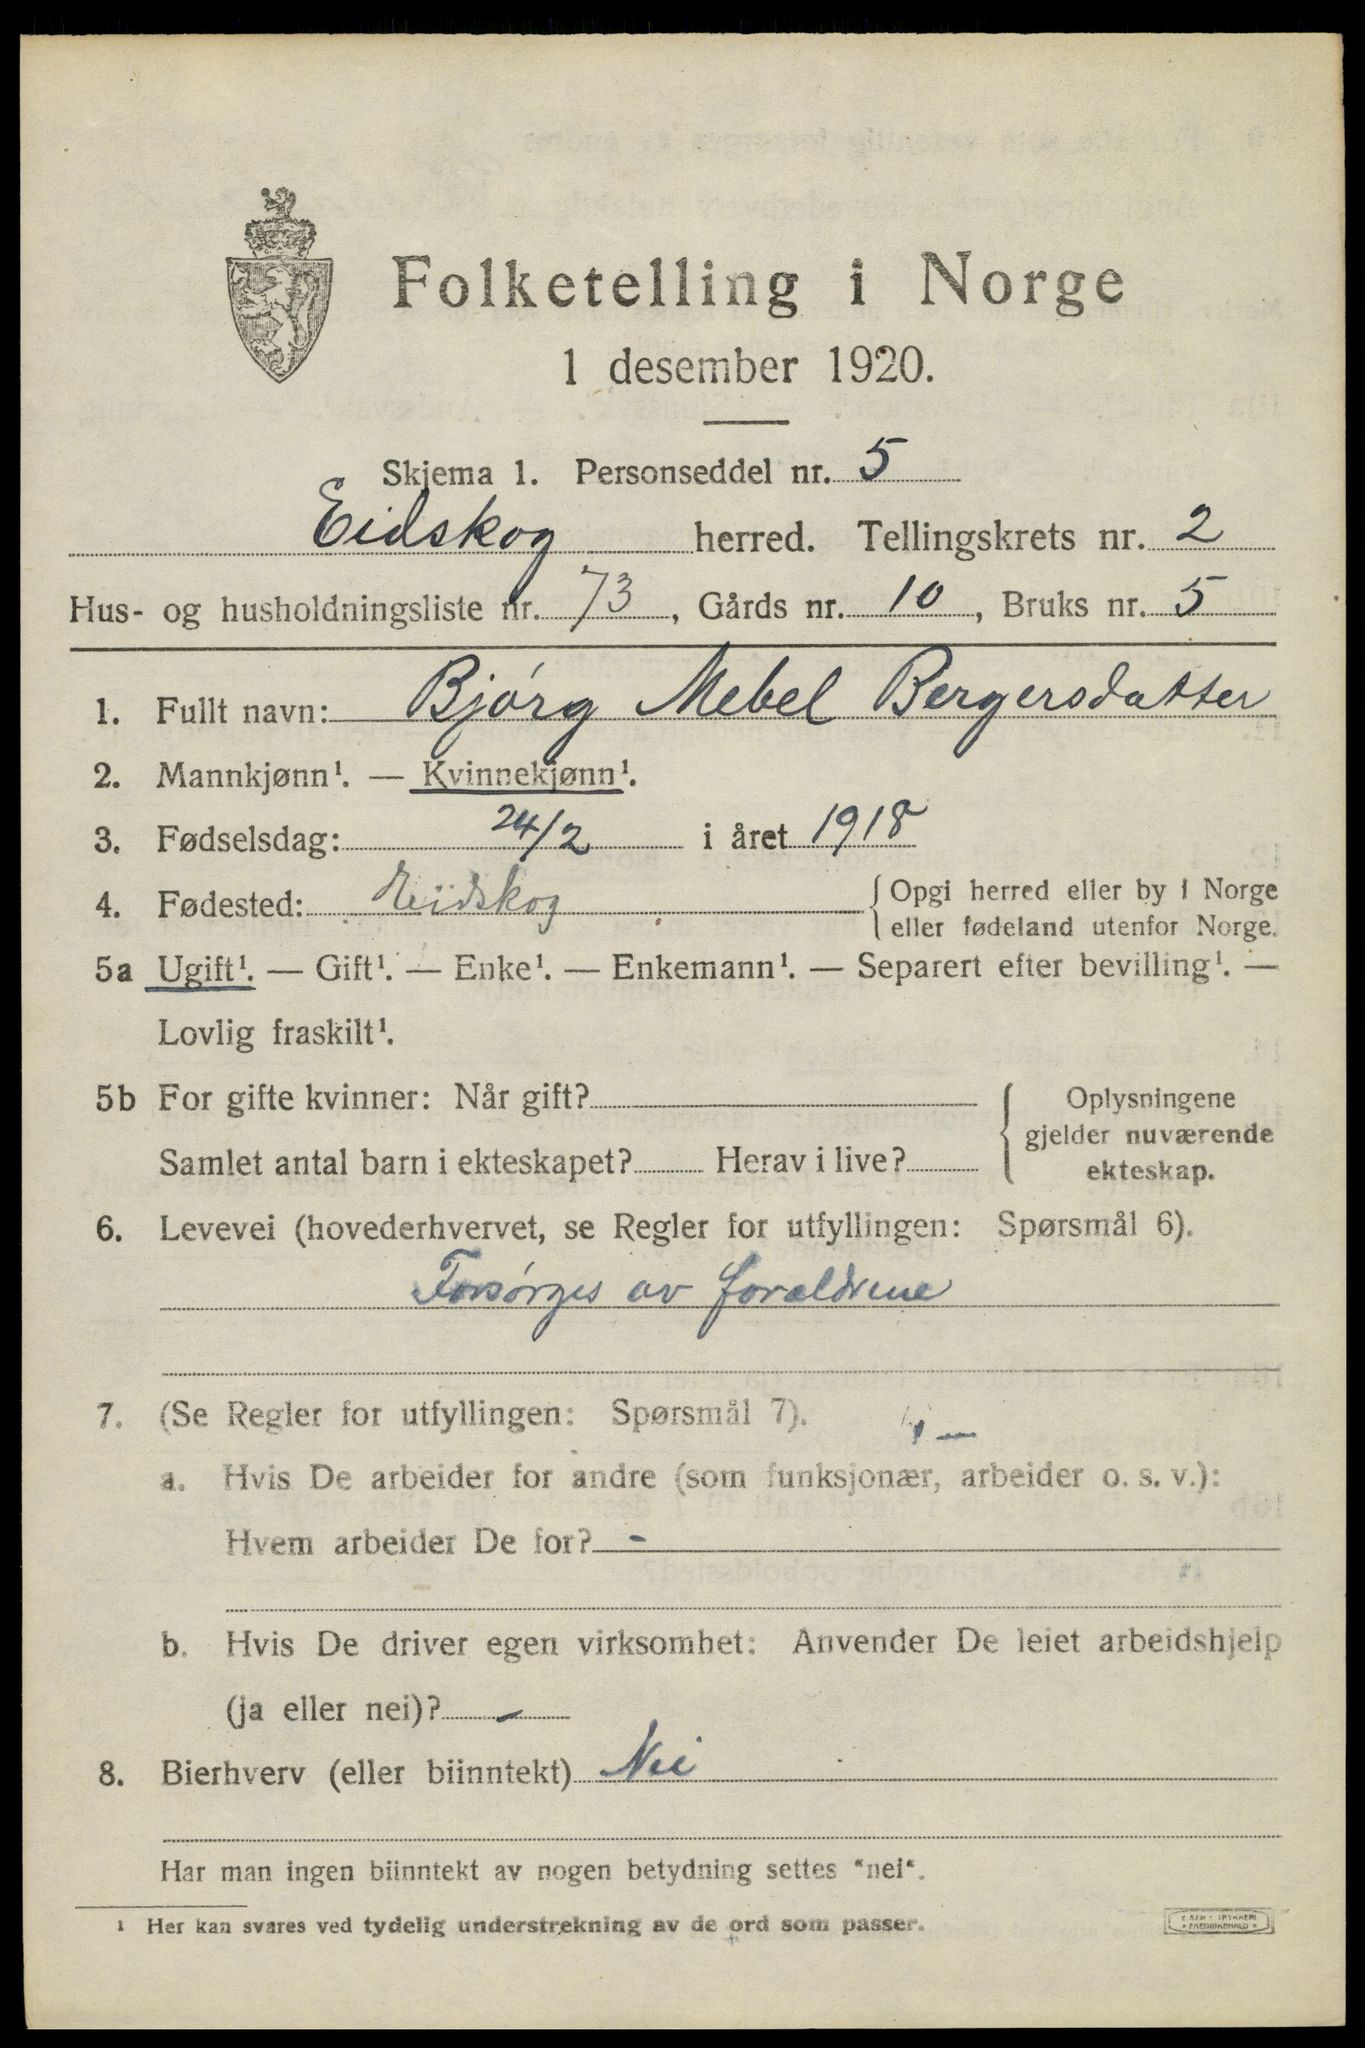 Folketelling i Norge
1 desember 1920.
Skjema 1. Personseddel nr. 5
Eidskog herred. Tellingskrets nr. 2
Hus- og husholdningsliste nr. 73, Gårds nr. 10, Bruks nr. 5
1. Fullt navn: Bjørg Mebel Bergersdatter
2. Mannkjønn¹. — Kvinnekjønn¹.
3. Fødselsdag: 24/2 i året 1918
4. Fødested: Eidskog { Opgi herred eller by i Norge
eller fødeland utenfor Norge.
5a Ugift¹. — Gift¹. — Enke¹. — Enkemann¹. — Separert efter bevilling¹. —
Lovlig fraskilt¹.
5b For gifte kvinner: Når gift? { Oplysningene
gjelder nuværende
Samlet antal barn i ekteskapet? Herav i live? ekteskap.
6. Levevei (hovederhvervet, se Regler for utfyllingen: Spørsmål 6).
Forsørges av forældrene
7. (Se Regler for utfyllingen: Spørsmål 7).
a. Hvis De arbeider for andre (som funksjonær, arbeider o. s. v.):
Hvem arbeider De for? -
b. Hvis De driver egen virksomhet: Anvender De leiet arbeidshjelp
(ja eller nei)? -
8. Bierhverv (eller biinntekt) Nei
Har man ingen biinntekt av nogen betydning settes "nei".
¹ Her kan svares ved tydelig understrekning av de ord som passer.